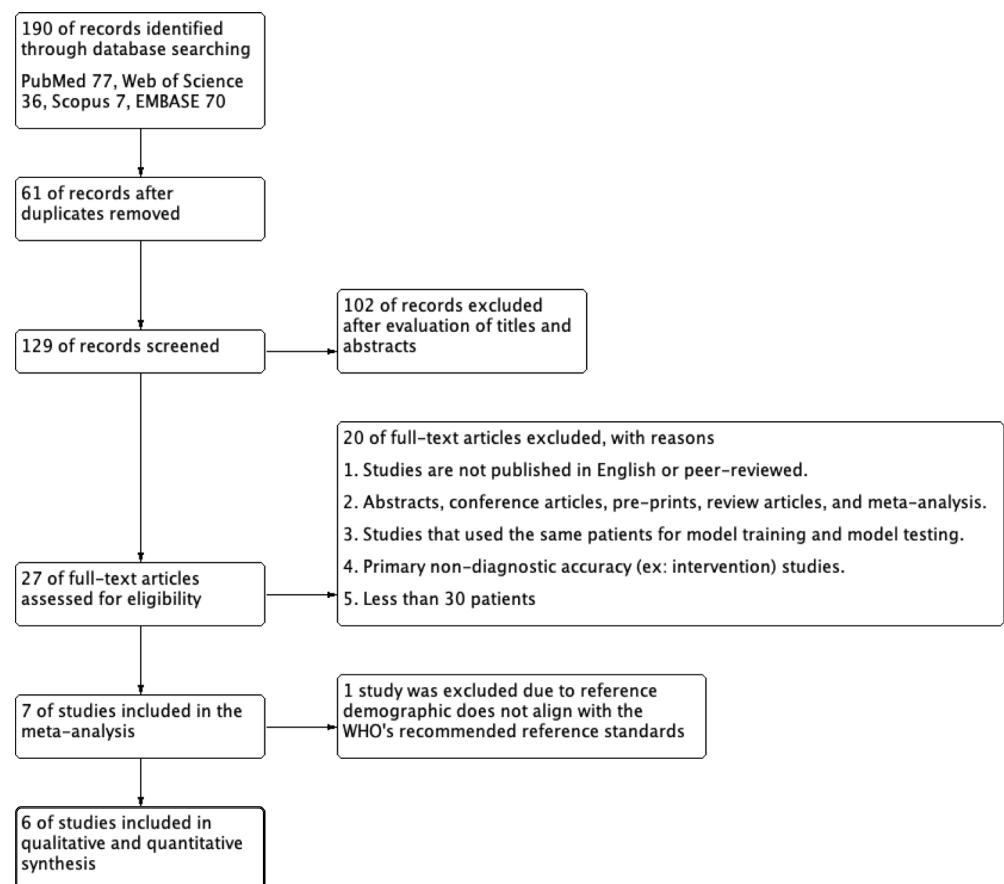 190 of records identified
through database searching
PubMed 77, Web of Science
36, Scopus 7, EMBASE 70
61 of records after
duplicates removed
102 of records excluded
after evaluation of titles and
abstracts
129 of records screened
20 of full-text articles excluded, with reasons
1. Studies are not published in English or peer-reviewed.
2. Abstracts, conference articles, pre-prints, review articles, and meta-analysis.
3. Studies that used the same patients for model training and model testing.
4. Primary non-diagnostic accuracy (ex: intervention) studies.
5. Less than 30 patients
27 of full-text articles
assessed for eligibility
7 of studies included in the
meta-analysis
1 study was excluded due to reference
demographic does not align with the
WHO's recommended reference standards
6 of studies included in
qualitative and quantitative
synthesis